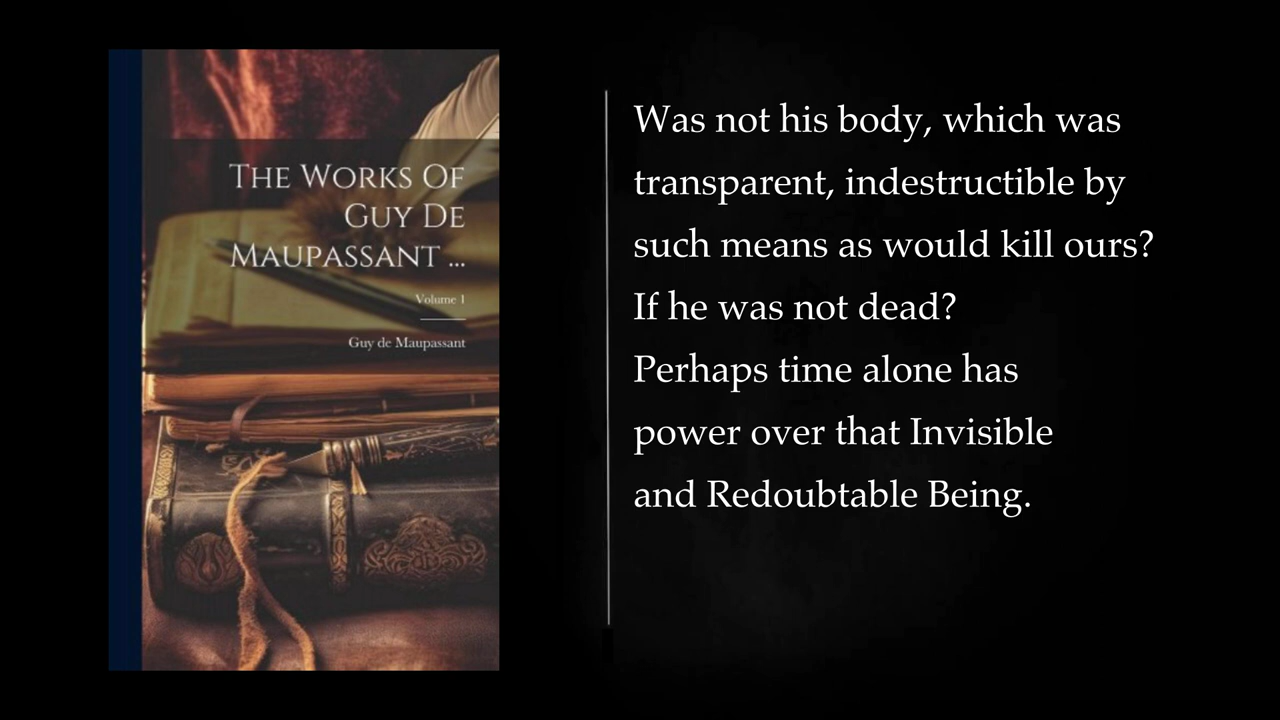 THE WORKS OF
GUY DE
MAUPASSANT ...
Volume 1
Guy de Maupassant
Was not his body, which was
transparent, indestructible by
such means as would kill ours?
If he was not dead?
Perhaps time alone has
power over that Invisible
and Redoubtable Being.